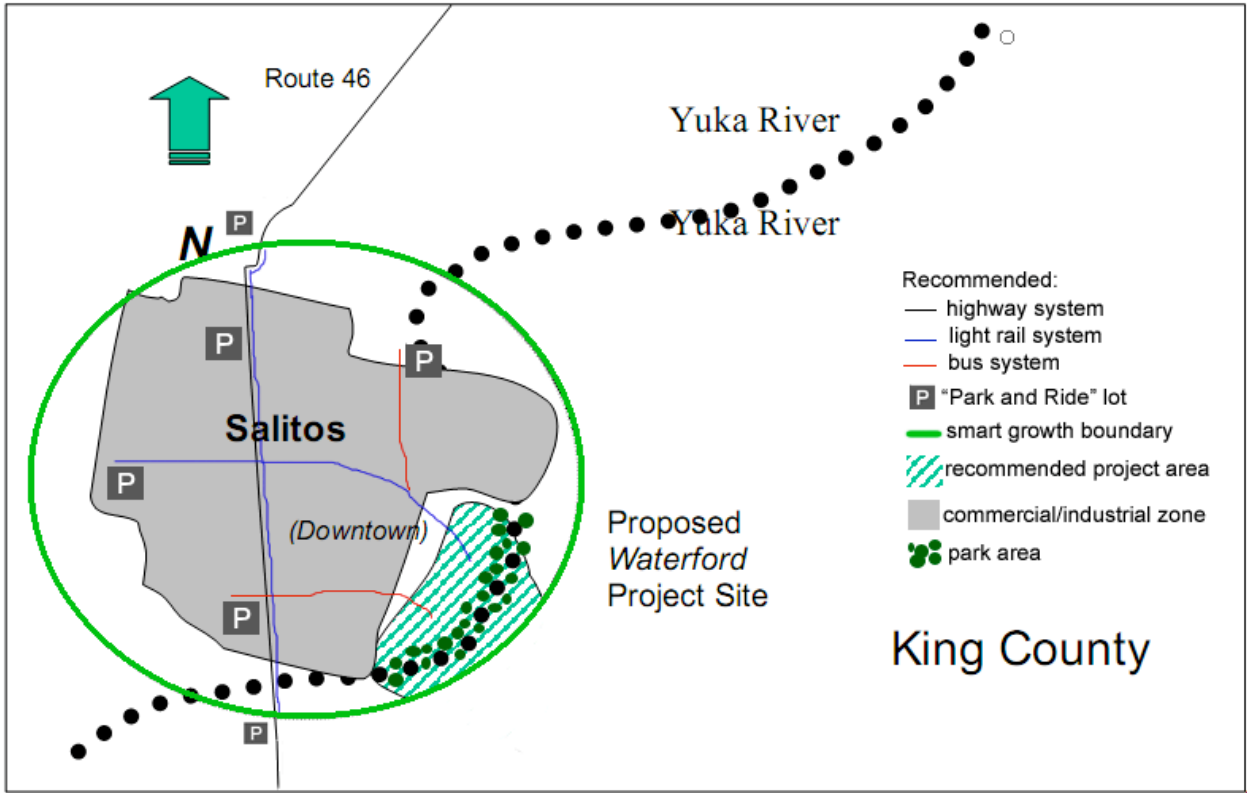 Route 46
Yuka River
Yuka River
P
N
Recommended:
highway system
light rail system
bus system
P "Park and Ride" lot
smart growth boundary
recommended project area
commercial/industrial zone
park area
P
P
Salitos
P
(Downtown)
Proposed
Waterford
Project Site
P
King County
P